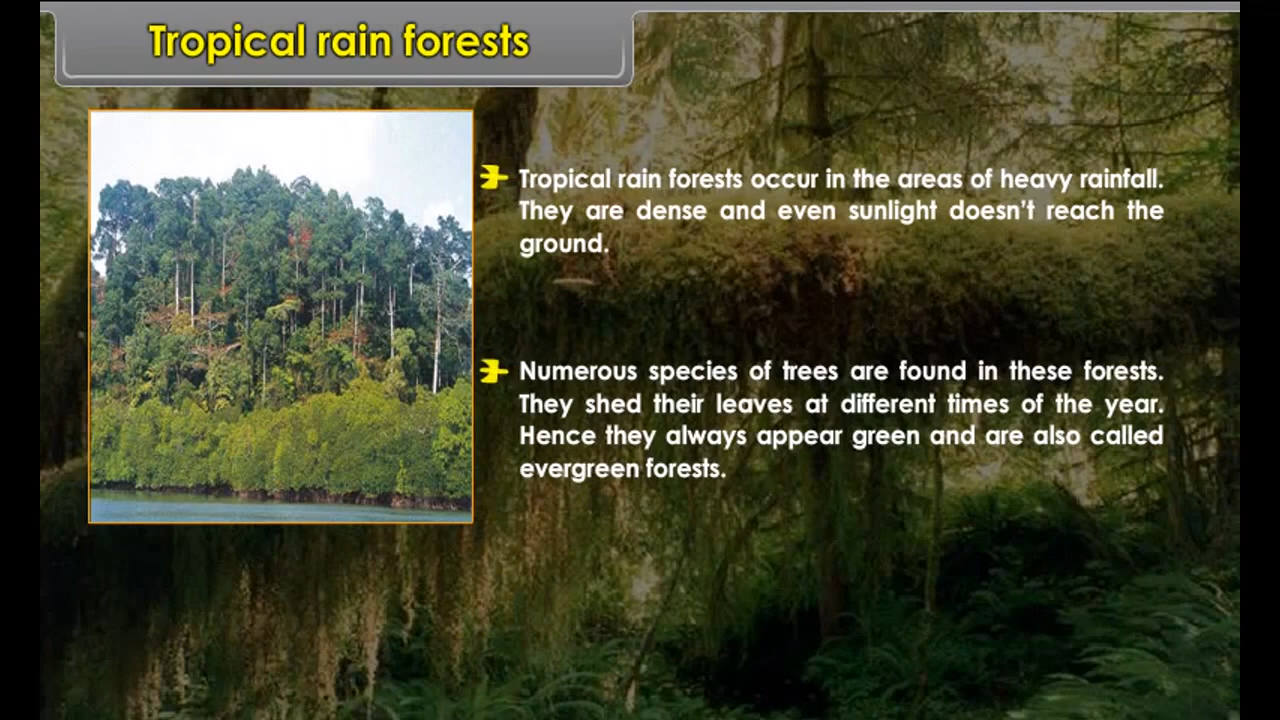 Tropical rain forests
Tropical rain forests occur in the areas of heavy rainfall.
They are dense and even sunlight doesn't reach the
ground.
Numerous species of trees are found in these forests.
They shed their leaves at different times of the year.
Hence they always appear green and are also called
evergreen forests.